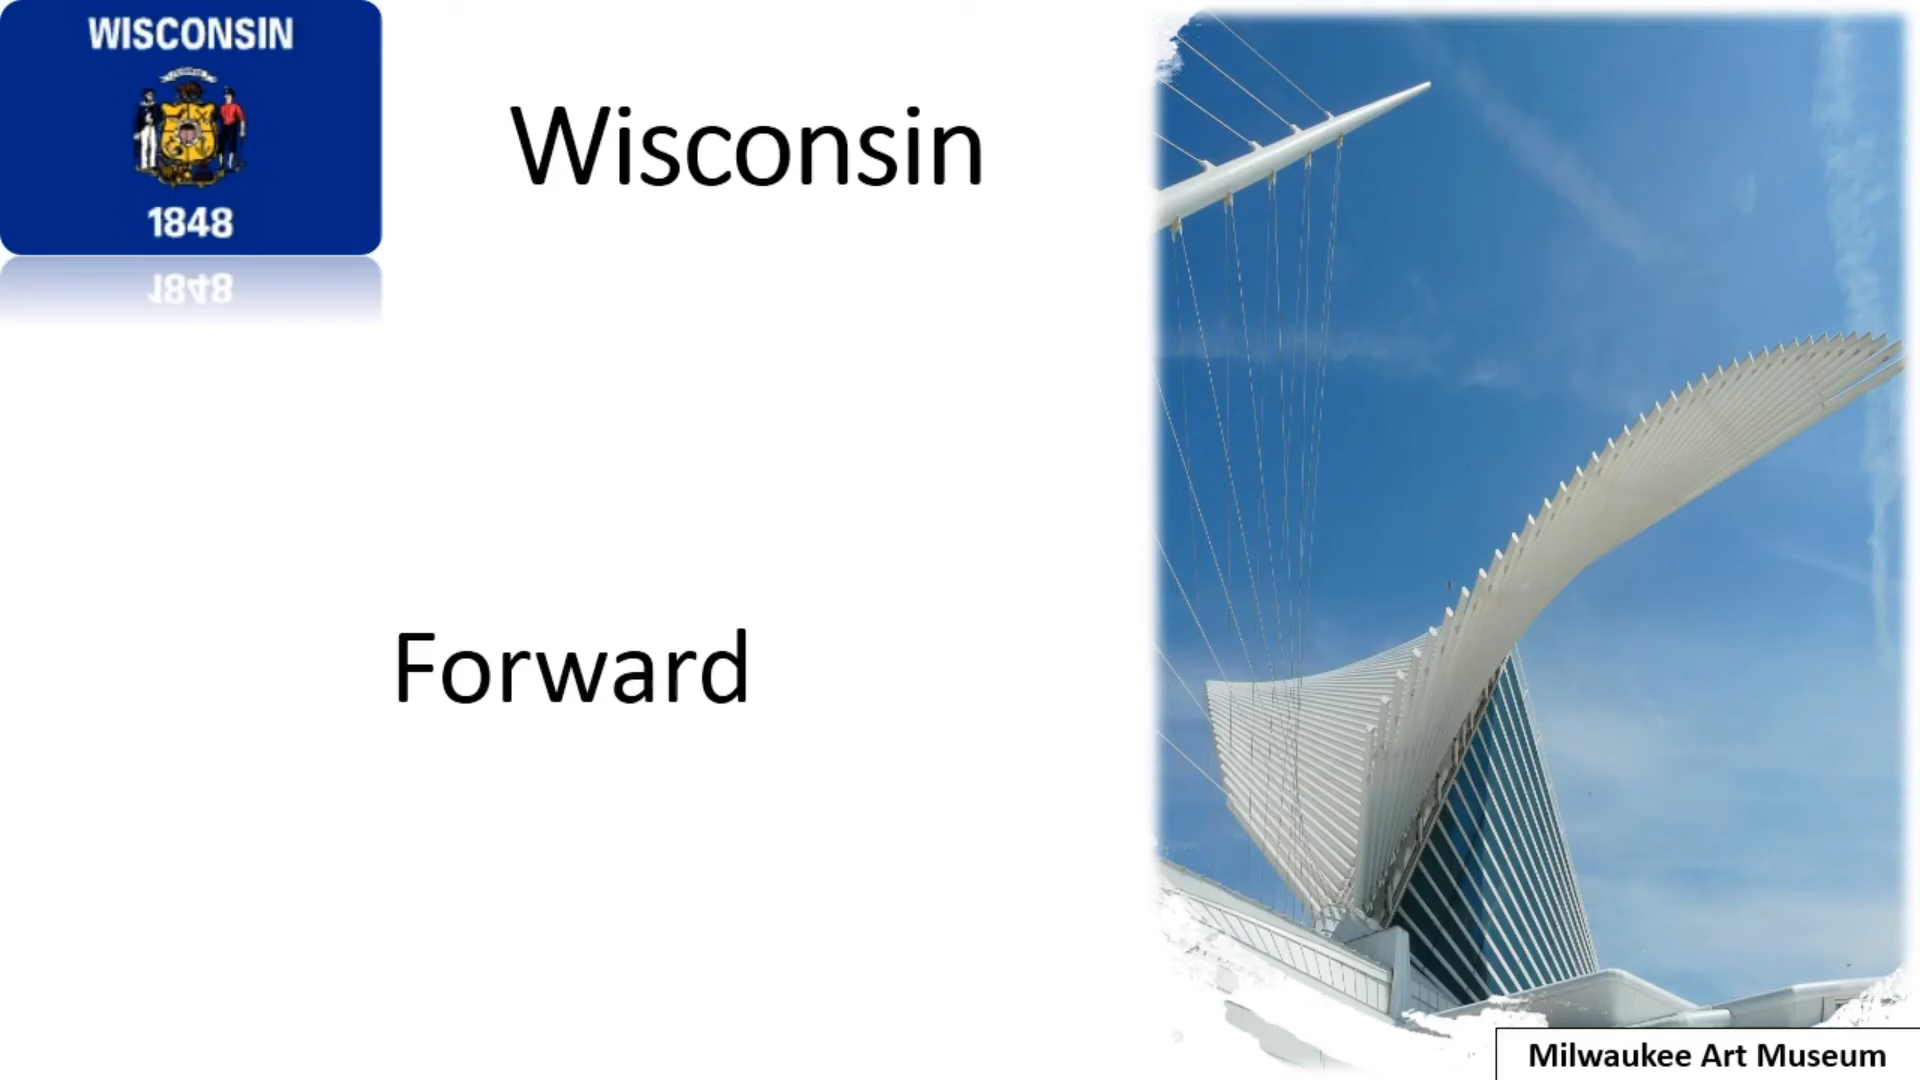 WISCONSIN
1848
Wisconsin
Forward
Milwaukee Art Museum